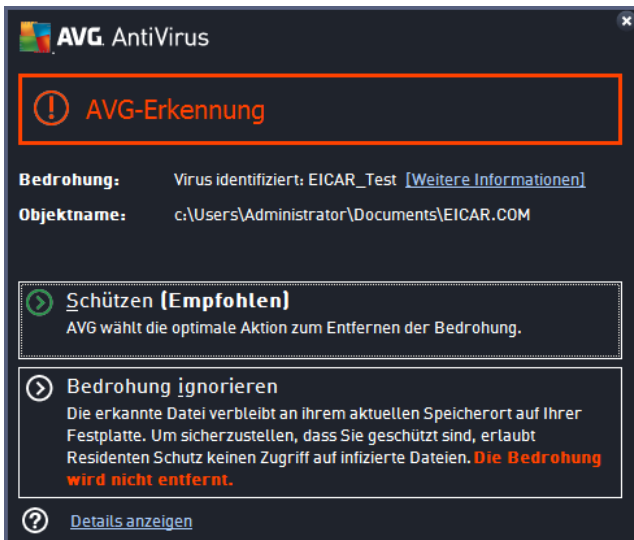 AVG. AntiVirus
AVG-Erkennung
Bedrohung: Virus identifiziert: EICAR_Test [Weitere Informationen]
Objektname: c:\Users\Administrator\Documents\EICAR.COM
Schützen (Empfohlen)
AVG wählt die optimale Aktion zum Entfernen der Bedrohung.
Bedrohung ignorieren
Die erkannte Datei verbleibt an ihrem aktuellen Speicherort auf Ihrer
Festplatte. Um sicherzustellen, dass Sie geschützt sind, erlaubt
Residenten Schutz keinen Zugriff auf infizierte Dateien. Die Bedrohung
wird nicht entfernt.
Details anzeigen